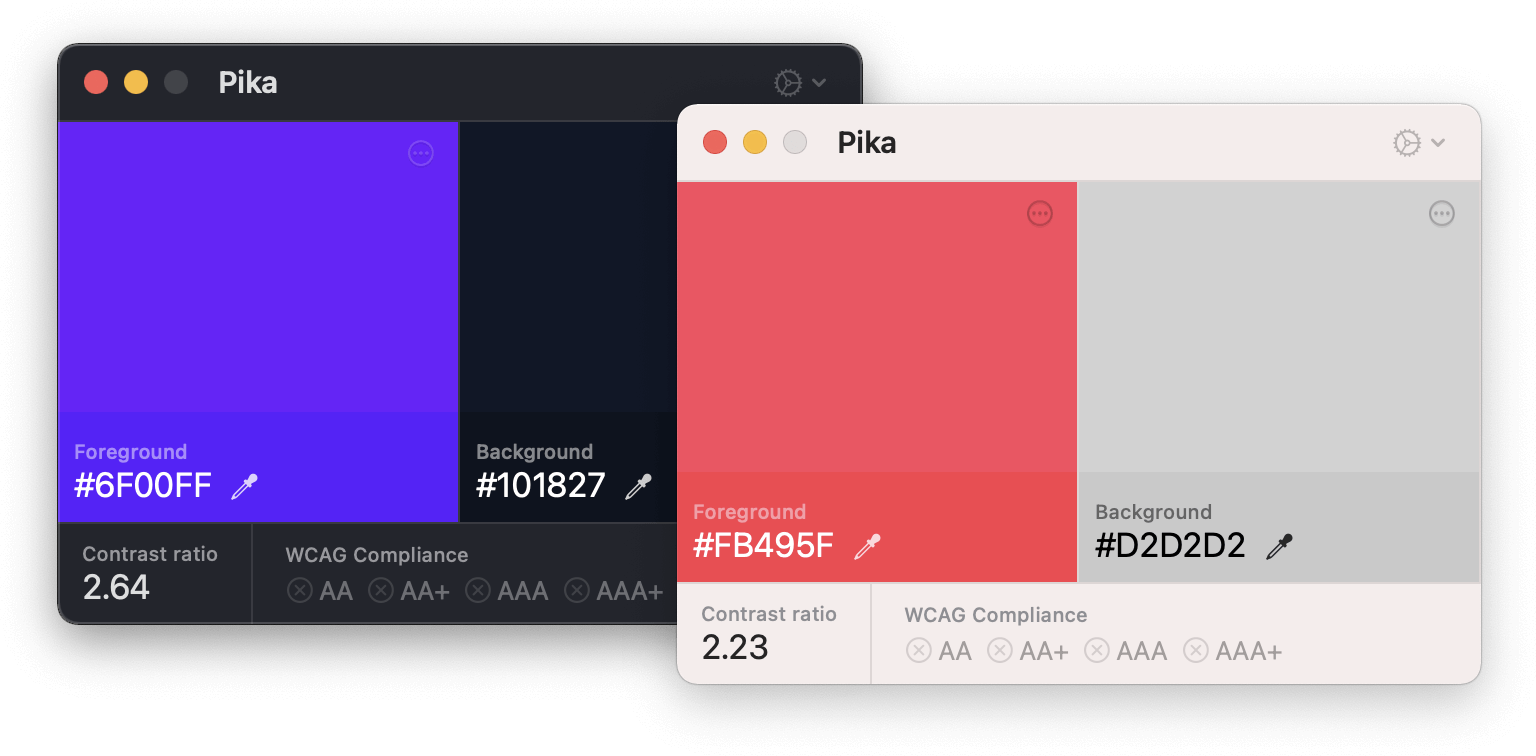 Pika
Foreground
#6F00FF
Background
#101827
Contrast ratio
2.64
WCAG Compliance
AA AA+ AAA AAA+
Pika
Foreground
#FB495F
Background
#D2D2D2
Contrast ratio
2.23
WCAG Compliance
AA AA+ AAA AAA+